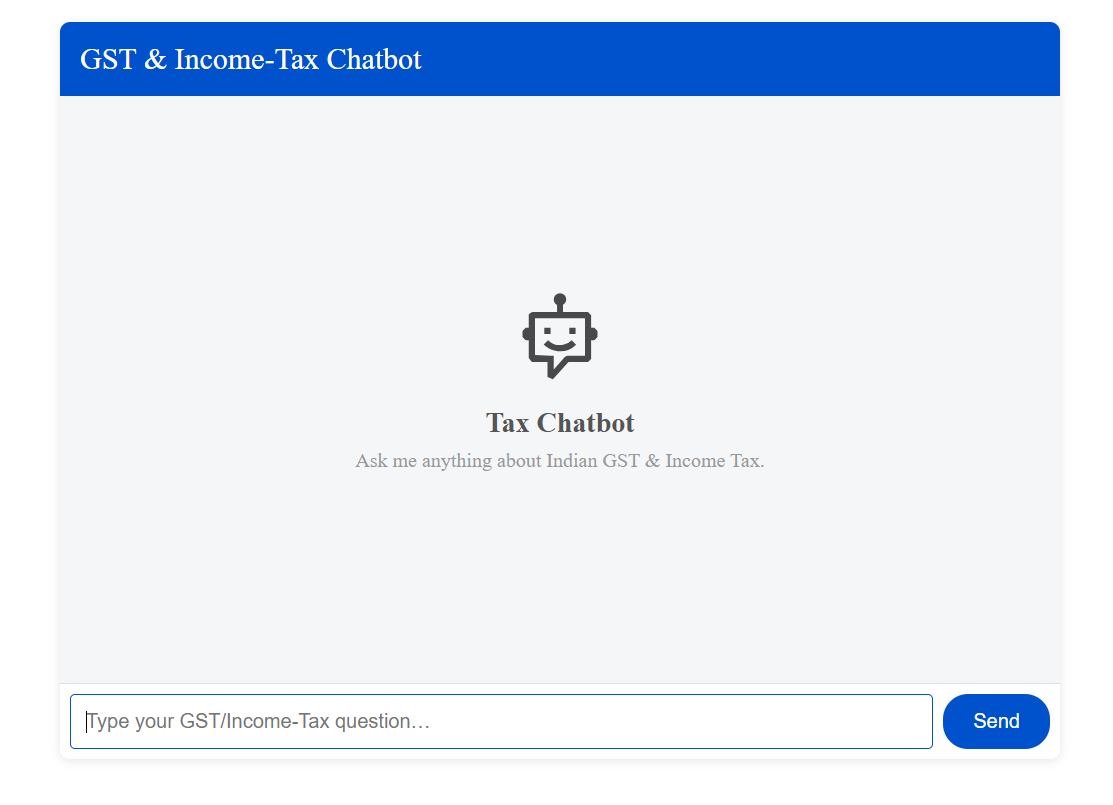 GST & Income-Tax Chatbot
Tax Chatbot
Ask me anything about Indian GST & Income Tax.
Type your GST/Income-Tax question…
Send